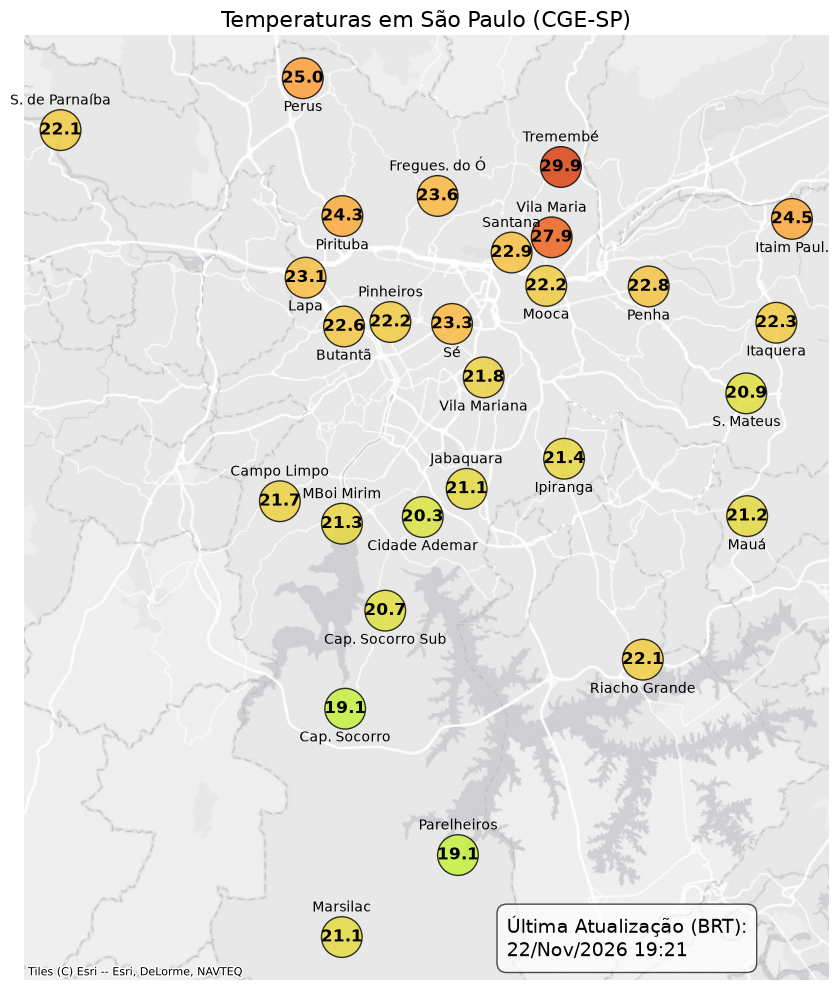 Temperaturas em São Paulo (CGE-SP)
25.0
Perus
S. de Parnaíba
22.1
Tremembé
29.9
Fregues. do Ó
23.6
Vila Maria
27.9
24.3
Pirituba
Santana
22.9
24.5
Itaim Paul.
23.1
Lapa
22.2
Mooca
22.8
Penha
Pinheiros
22.2
22.6
Butantã
23.3
Sé
22.3
Itaquera
21.8
Vila Mariana
20.9
S. Mateus
21.4
Ipiranga
Jabaquara
21.1
Campo Limpo
21.7
MBoi Mirim
21.3
20.3
Cidade Ademar
21.2
Mauá
20.7
Cap. Socorro Sub
22.1
Riacho Grande
19.1
Cap. Socorro
Parelheiros
19.1
Marsilac
21.1
Última Atualização (BRT):
22/Nov/2026 19:21
Tiles (C) Esri -- Esri, DeLorme, NAVTEQ